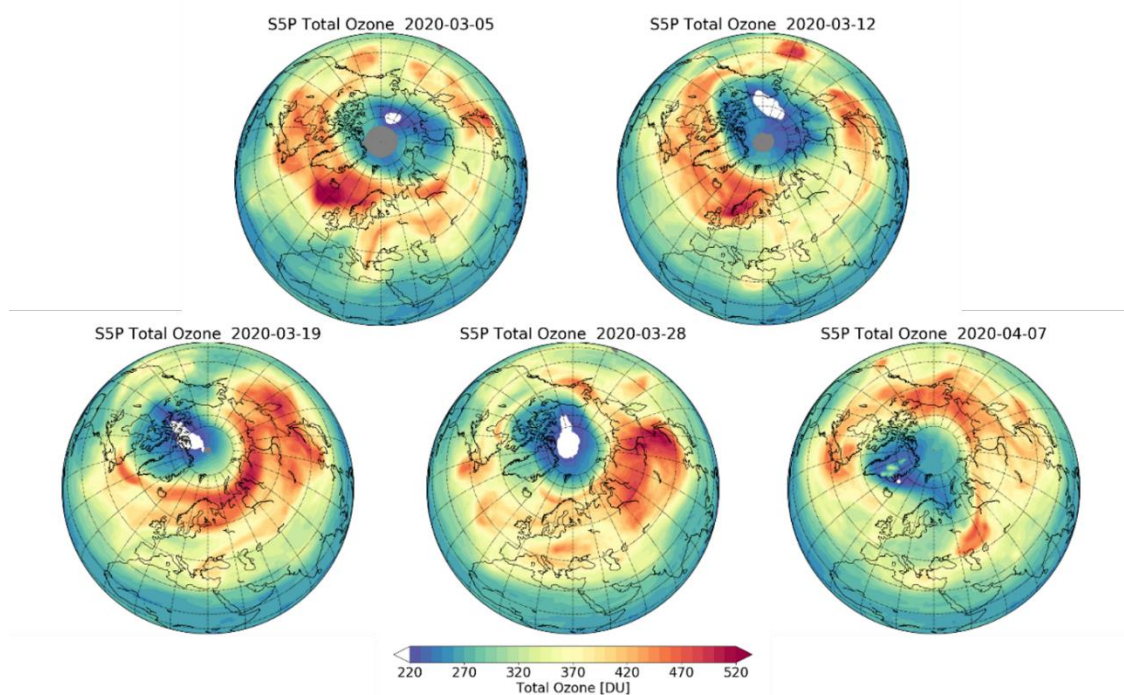 S5P Total Ozone 2020-03-05
S5P Total Ozone 2020-03-12
S5P Total Ozone 2020-03-19
S5P Total Ozone 2020-03-28
S5P Total Ozone 2020-04-07
220 270 320 370 420 470 520
Total Ozone [DU]